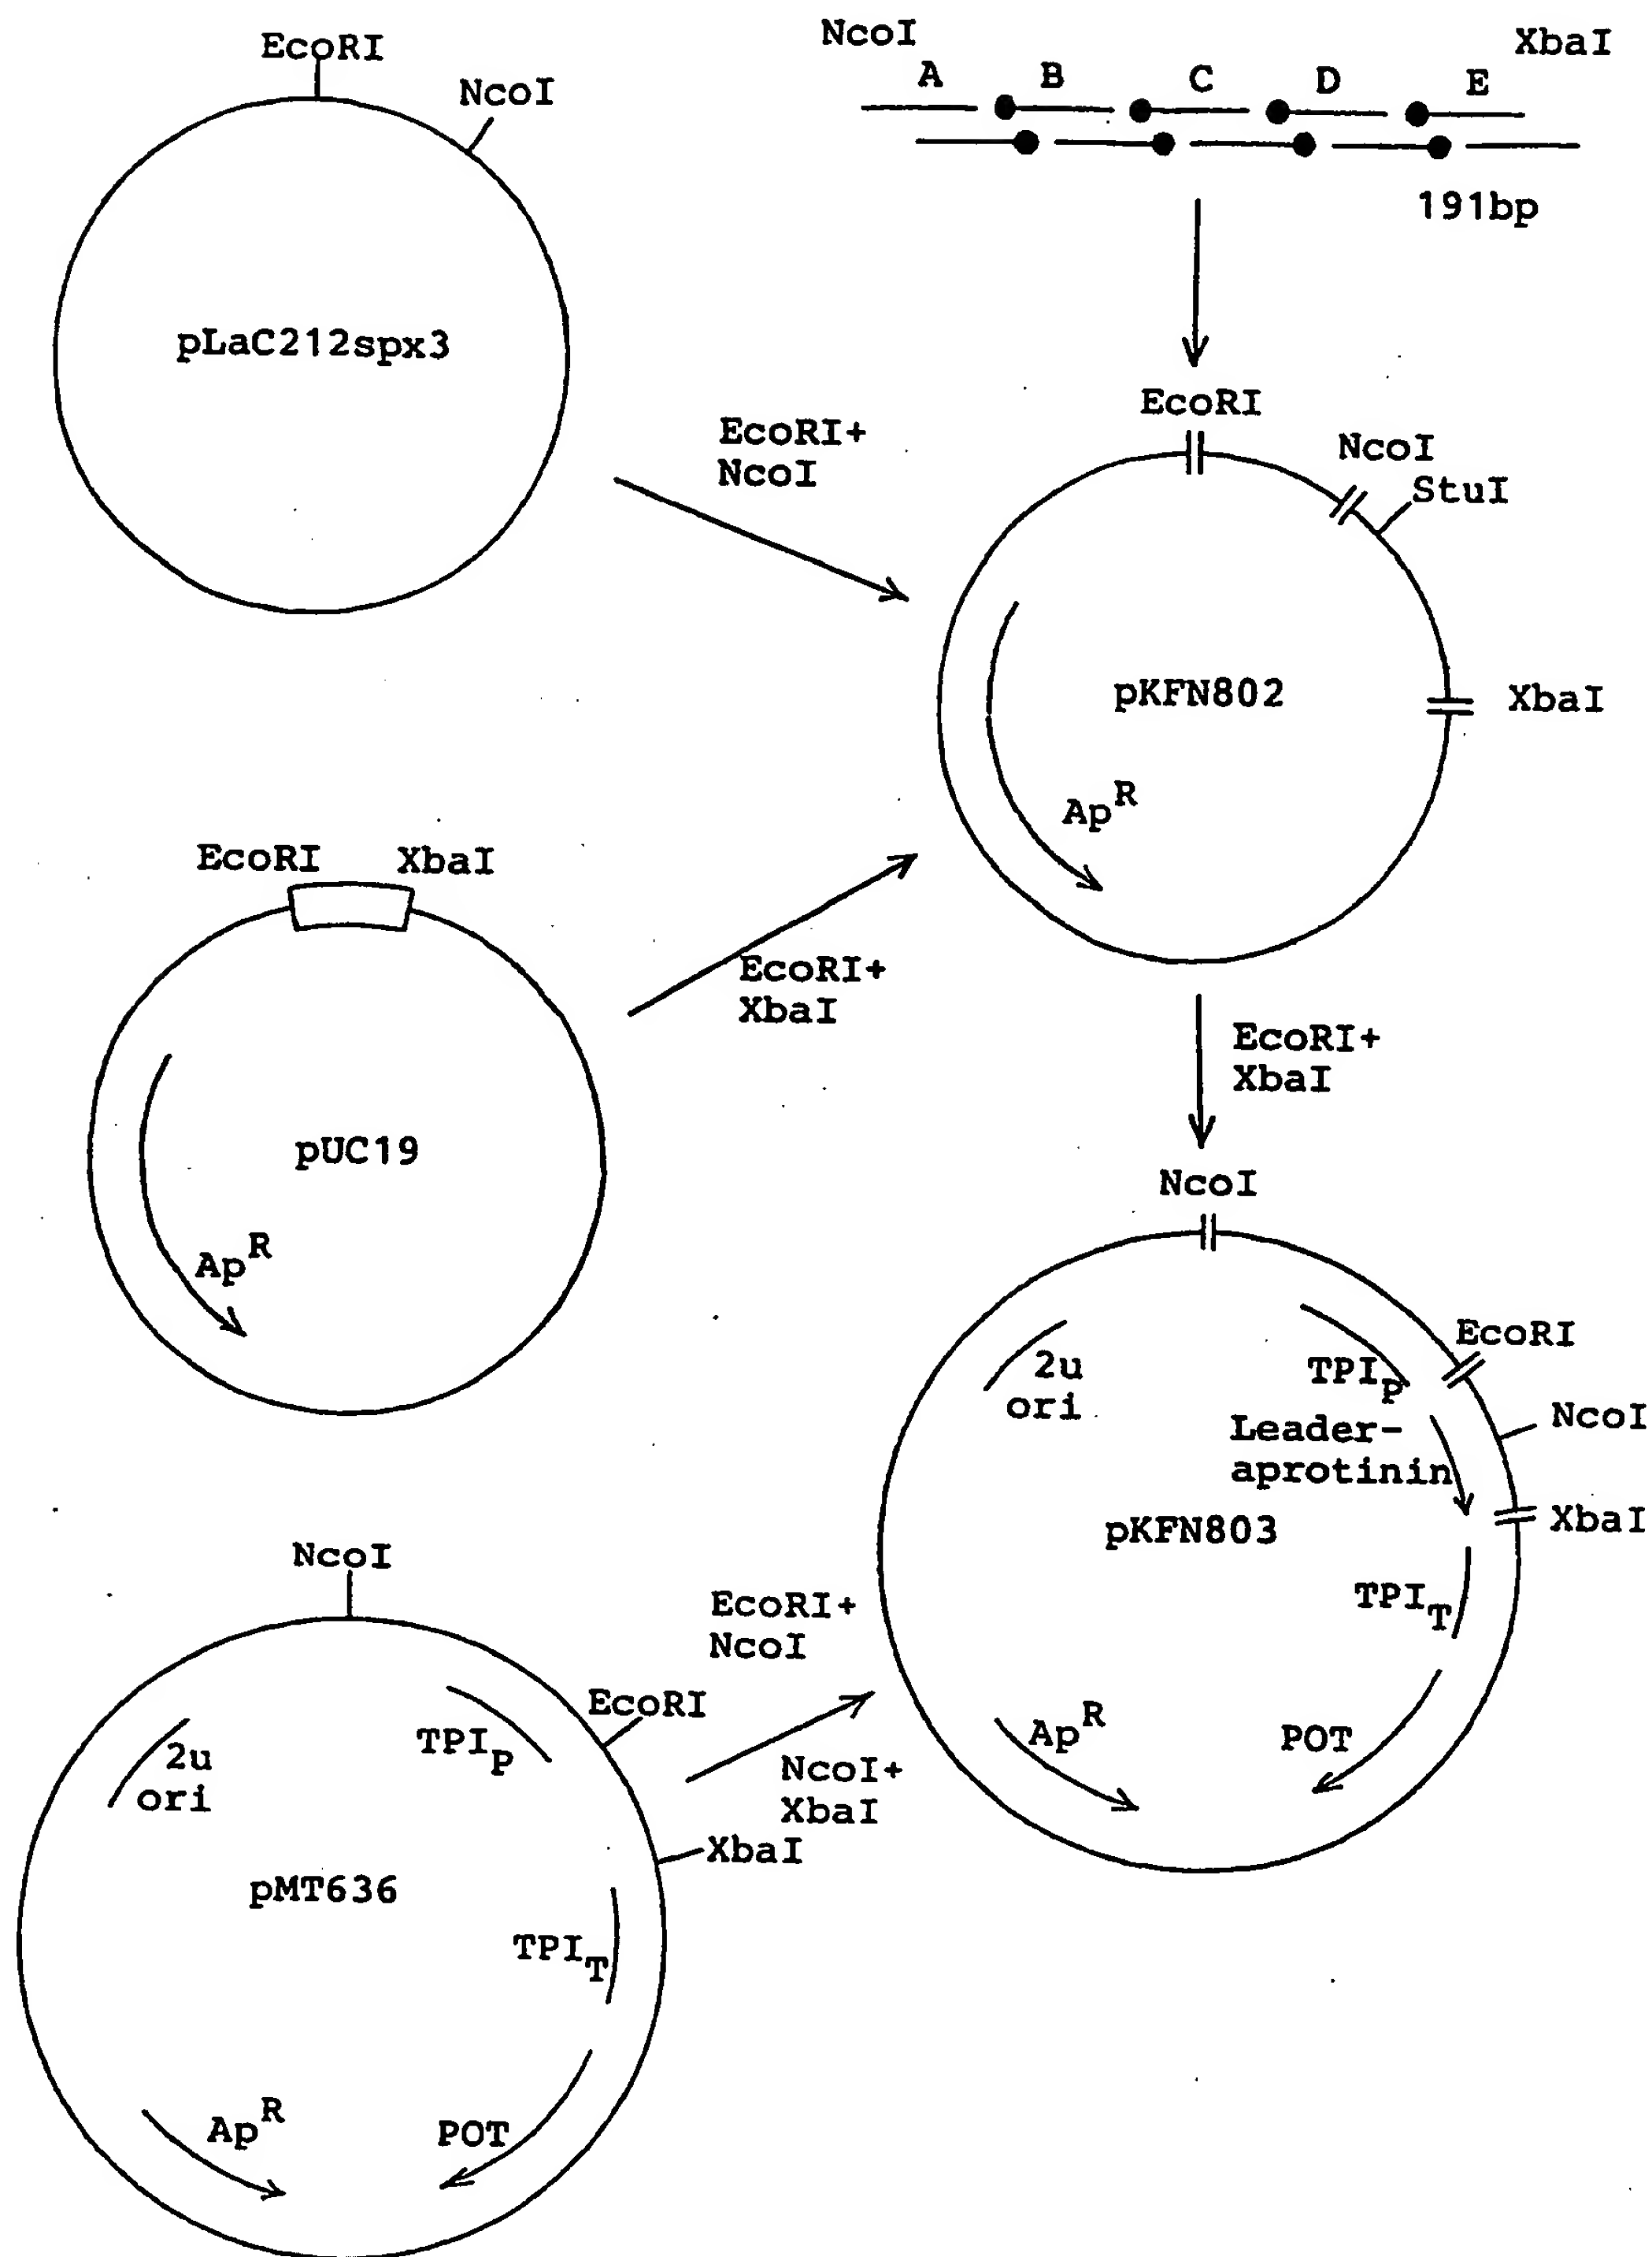 EcoRI
NcoI
pLaC212spx3
NcoI
XbaI
A B C D E
191bp
EcoRI+
NcoI
EcoRI
NcoI
StuI
pKFN802
XbaI
Ap^R
EcoRI XbaI
pUC19
Ap^R
EcoRI+
XbaI
EcoRI+
XbaI
NcoI
EcoRI
NcoI
XbaI
2u
ori
TPI_P
Leader-
aprotinin
pKFN803
TPI_T
POT
Ap^R
NcoI
EcoRI
XbaI
2u
ori
TPI_P
pMT636
TPI_T
Ap^R
POT
EcoRI+
NcoI
NcoI+
XbaI